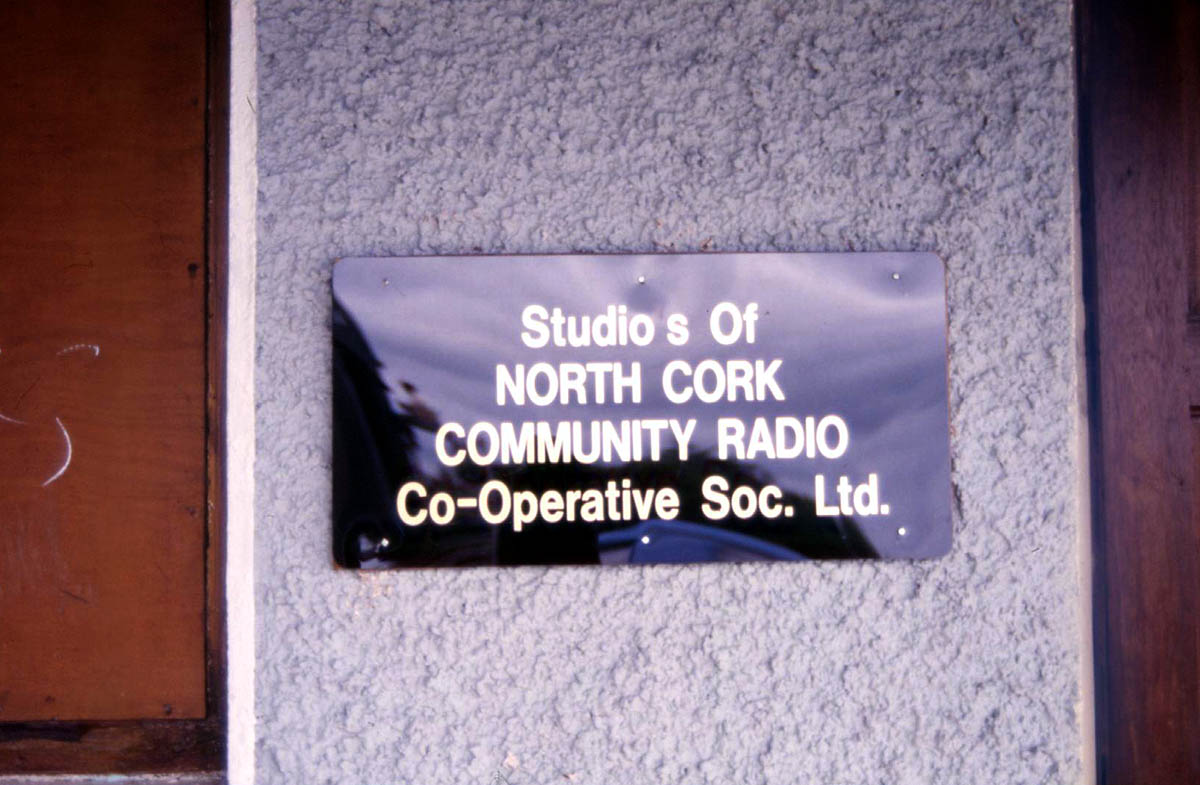 Studio s Of
NORTH CORK
COMMUNITY RADIO
Co-Operative Soc. Ltd.